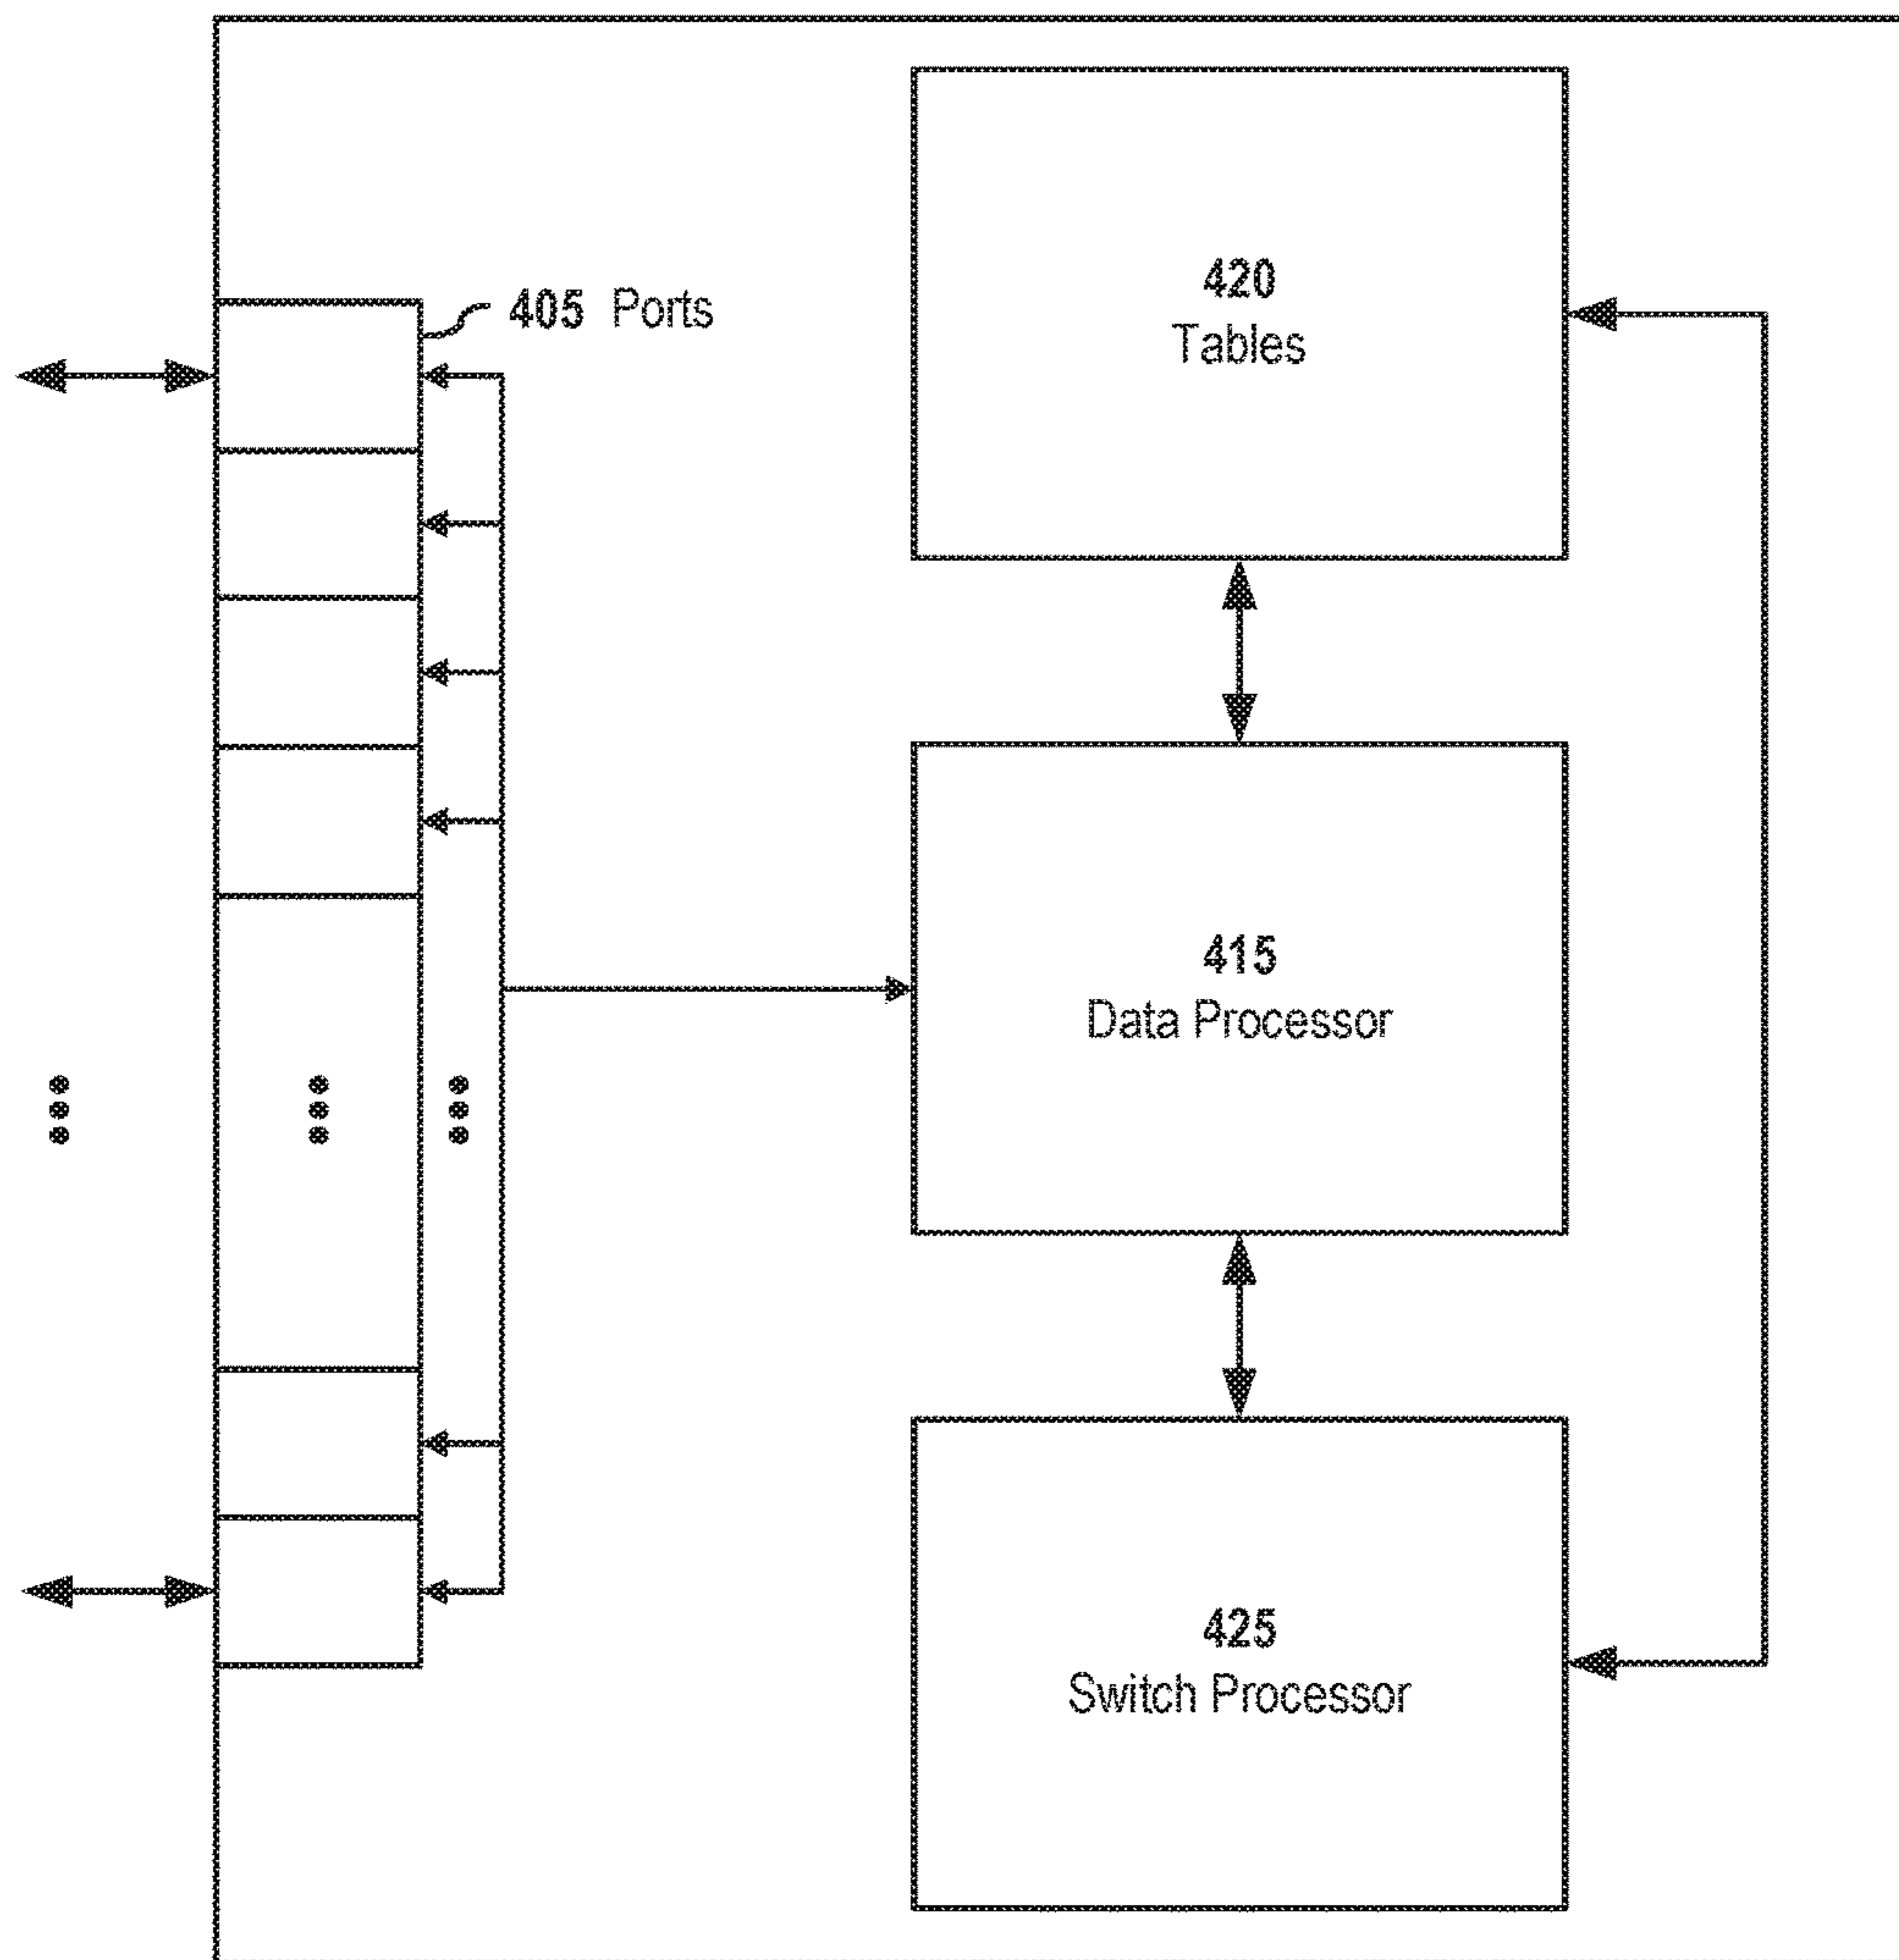 420
Tables
405 Ports
415
Data Processor
425
Switch Processor